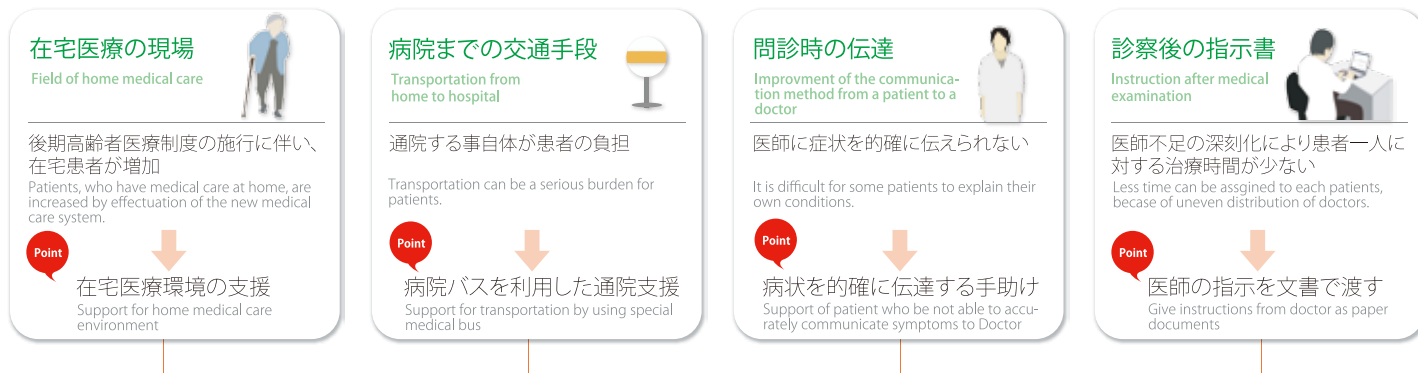 在宅医療の現場
Field of home medical care
後期高齢者医療制度の施行に伴い、
在宅患者が増加
Patients, who have medical care at home, are
increased by effectuation of the new medical
care system.
Point
在宅医療環境の支援
Support for home medical care
environment
病院までの交通手段
Transportation from
home to hospital
通院する事自体が患者の負担
Transportation can be a serious burden for
patients.
Point
病院バスを利用した通院支援
Support for transportation by using special
medical bus
問診時の伝達
Improvment of the communica-
tion method from a patient to a
doctor
医師に症状を的確に伝えられない
It is difficult for some patients to explain their
own conditions.
Point
病状を的確に伝達する手助け
Support of patient who be not able to accu-
rately communicate symptoms to Doctor
診察後の指示書
Instruction after medical
examination
医師不足の深刻化により患者一人に
対する治療時間が少ない
Less time can be assgined to each patients,
becase of uneven distribution of doctors.
Point
医師の指示を文書で渡す
Give instructions from doctor as paper
documents